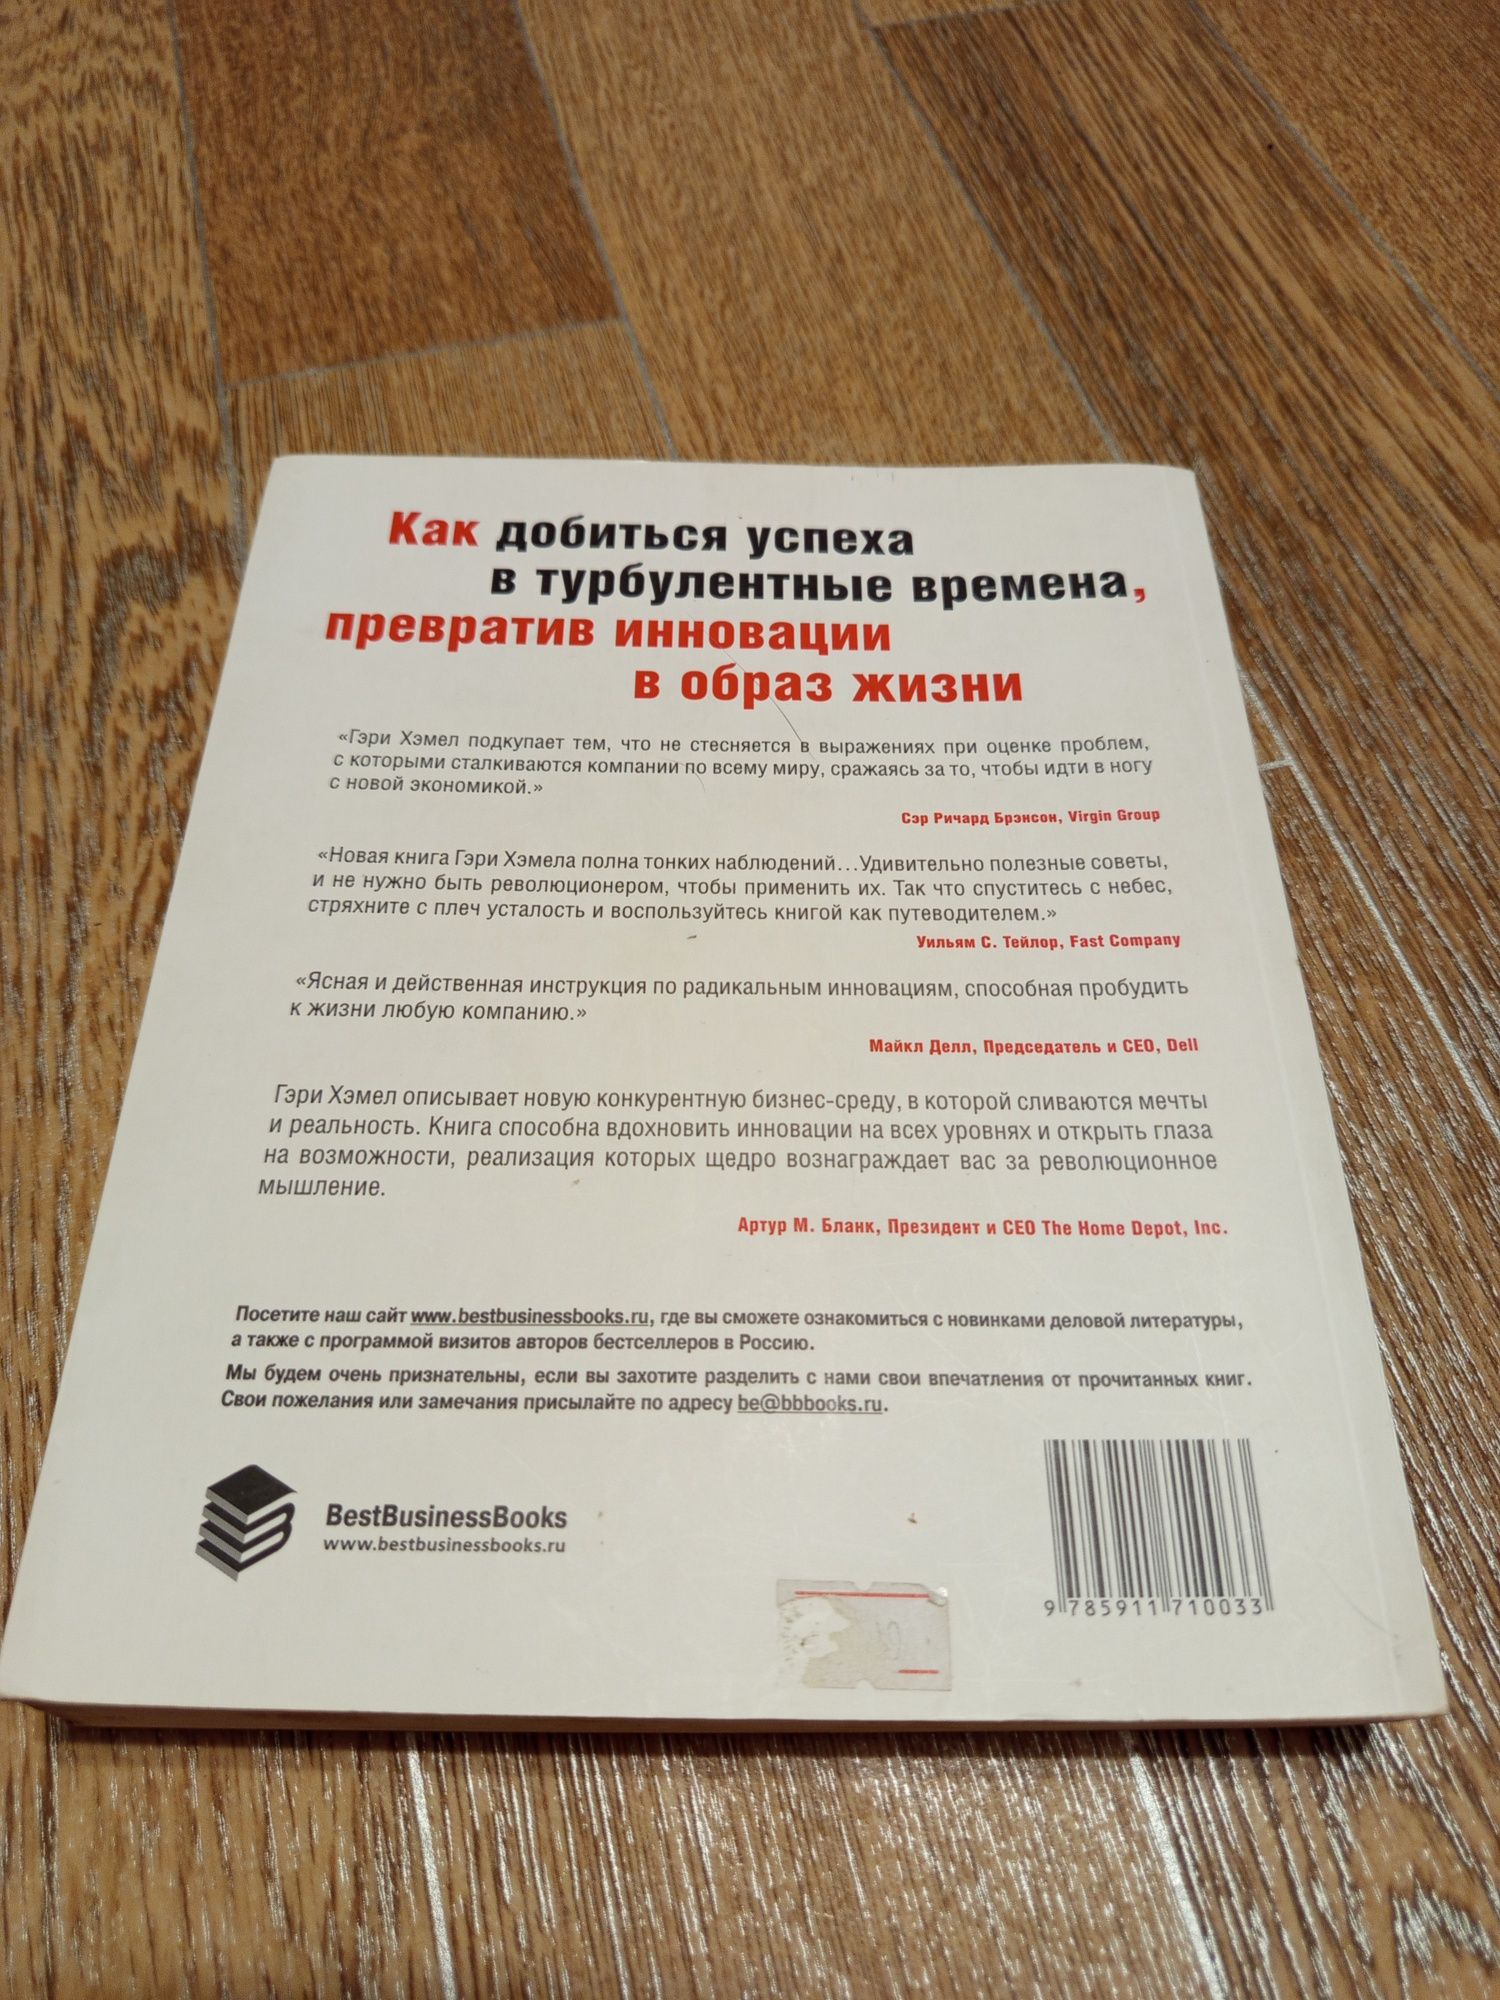 Как добиться успеха
в турбулентные времена,
превратив инновации
в образ жизни
«Гэри Хэмел подкупает тем, что не стесняется в выражениях при оценке проблем,
с которыми сталкиваются компании по всему миру, сражаясь за то, чтобы идти в ногу
с новой экономикой.»
Сэр Ричард Брэнсон, Virgin Group
«Новая книга Гэри Хэмела полна тонких наблюдений...Удивительно полезные советы,
и не нужно быть революционером, чтобы применить их. Так что спуститесь с небес,
стряхните с плеч усталость и воспользуйтесь книгой как путеводителем.»
Уильям С. Тейлор, Fast Company
«Ясная и действенная инструкция по радикальным инновациям, способная пробудить
к жизни любую компанию.»
Майкл Делл, Председатель и CEO, Dell
Гэри Хэмел описывает новую конкурентную бизнес-среду, в которой сливаются мечты
и реальность. Книга способна вдохновить инновации на всех уровнях и открыть глаза
на возможности, реализация которых щедро вознаграждает вас за революционное
мышление.
Артур М. Бланк, Президент и CEO The Home Depot, Inc.
Посетите наш сайт www.bestbusinessbooks.ru, где вы сможете ознакомиться с новинками деловой литературы,
а также с программой визитов авторов бестселлеров в Россию.
Мы будем очень признательны, если вы захотите разделить с нами свои впечатления от прочитанных книг.
Свои пожелания или замечания присылайте по адресу be@bbbooks.ru.
BestBusinessBooks
www.bestbusinessbooks.ru
9 785911 710033